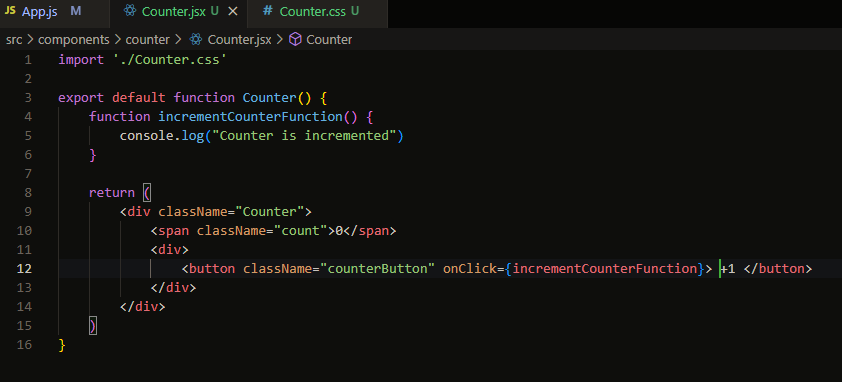 JS App.js M Counter.jsx U × # Counter.css U
src > components > counter > Counter.jsx > Counter
1 import './Counter.css'
2
3 export default function Counter() {
4     function incrementCounterFunction() {
5         console.log("Counter is incremented")
6     }
7
8     return (
9         <div className="Counter">
10             <span className="count">0</span>
11             <div>
12                 <button className="counterButton" onClick={incrementCounterFunction}> +1 </button>
13             </div>
14         </div>
15     )
16 }